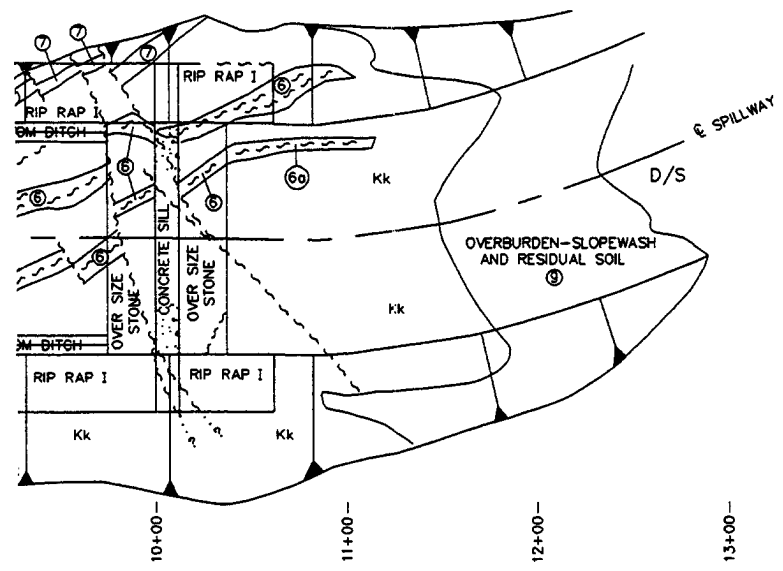 7
7
7
RIP RAP I
6
RIP RAP I
OM DITCH
℄ SPILLWAY
6
6a
Kk
D/S
6
6
CONCRETE SILL
OVERBURDEN-SLOPEWASH
AND RESIDUAL SOIL
9
6
OVER SIZE
STONE
OVER SIZE
STONE
Kk
OM DITCH
RIP RAP I
RIP RAP I
Kk
Kk
?
?
10+00
11+00
12+00
13+00